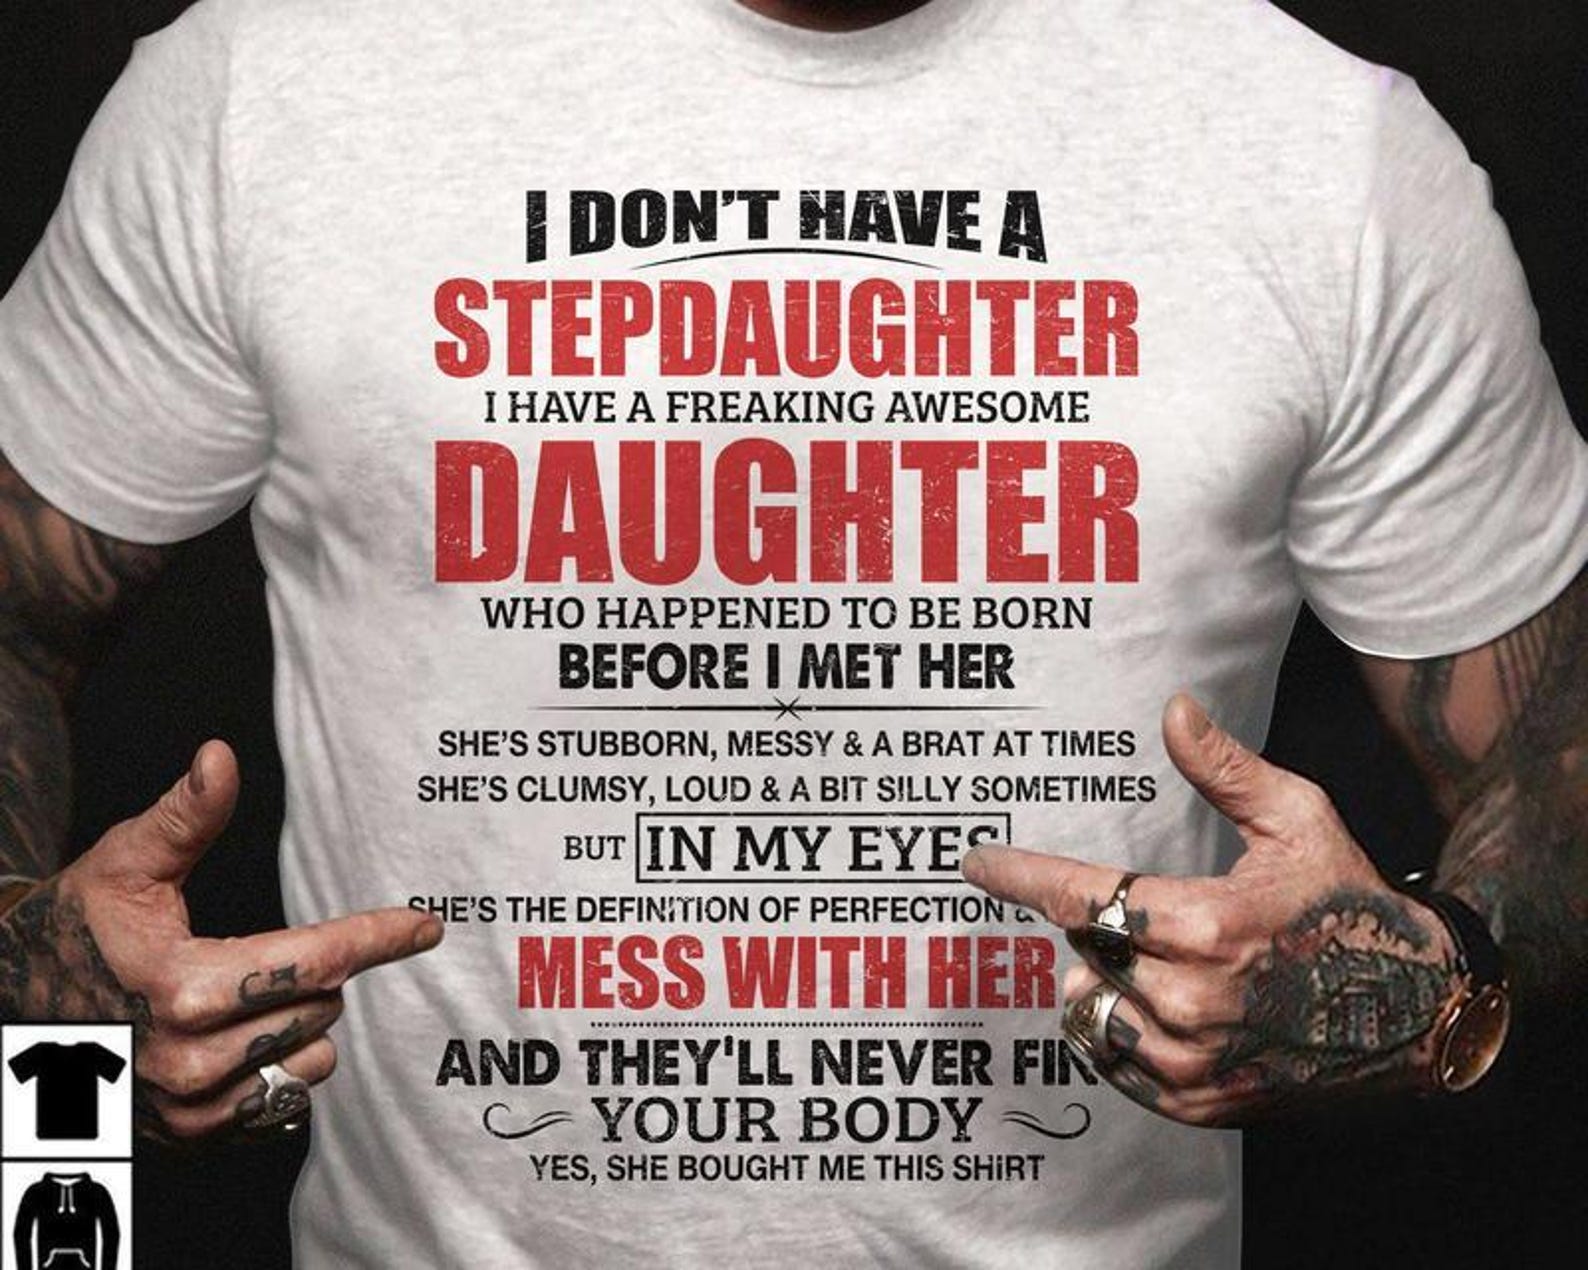 I DON'T HAVE A
STEPDAUGHTER
I HAVE A FREAKING AWESOME
DAUGHTER
WHO HAPPENED TO BE BORN
BEFORE I MET HER
SHE'S STUBBORN, MESSY & A BRAT AT TIMES
SHE'S CLUMSY, LOUD & A BIT SILLY SOMETIMES
BUT IN MY EYES
SHE'S THE DEFINITION OF PERFECTION &
MESS WITH HER
AND THEY'LL NEVER FIN
YOUR BODY
YES, SHE BOUGHT ME THIS SHIRT